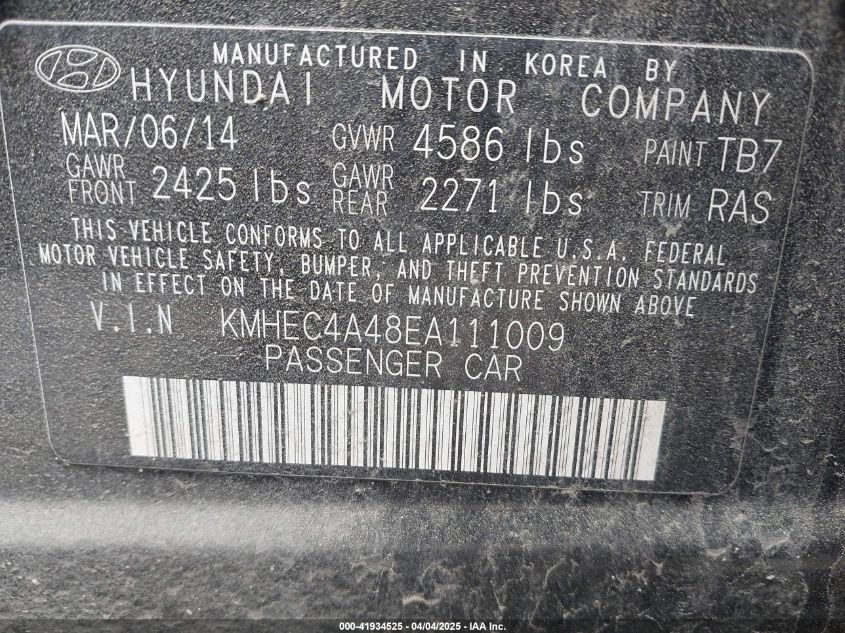 MANUFACTURED IN KOREA BY
HYUNDAI MOTOR COMPANY
MAR/06/14 GVWR 4586 lbs PAINT TB7
GAWR FRONT 2425 lbs GAWR REAR 2271 lbs TRIM RAS
THIS VEHICLE CONFORMS TO ALL APPLICABLE U.S.A. FEDERAL
MOTOR VEHICLE SAFETY, BUMPER, AND THEFT PREVENTION STANDARDS
IN EFFECT ON THE DATE OF MANUFACTURE SHOWN ABOVE
V.I.N KMHEC4A48EA111009
PASSENGER CAR
000-41934525 - 04/04/2025 - IAA Inc.